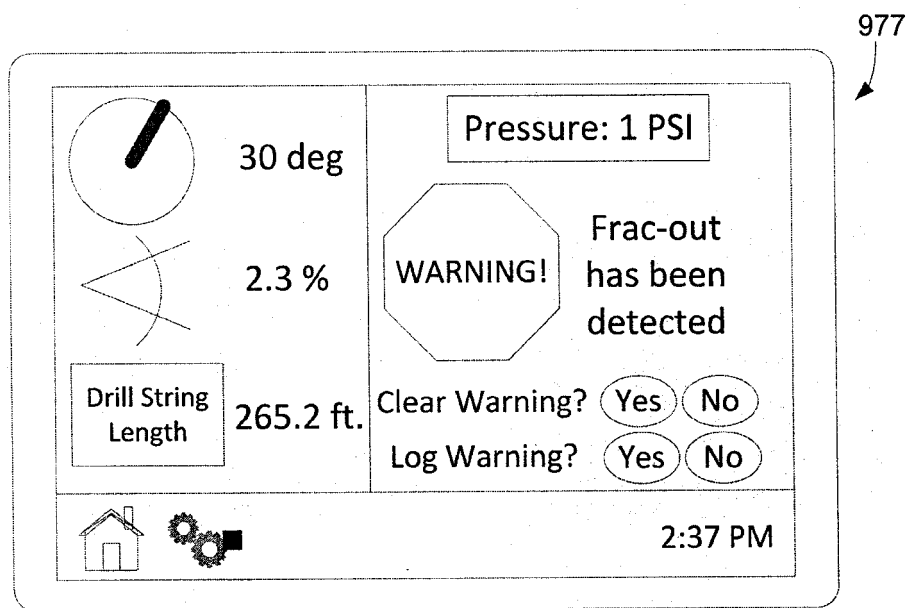 977
30 deg
2.3 %
Drill String
Length
265.2 ft.
Pressure: 1 PSI
WARNING!
Frac-out
has been
detected
Clear Warning? Yes No
Log Warning? Yes No
2:37 PM